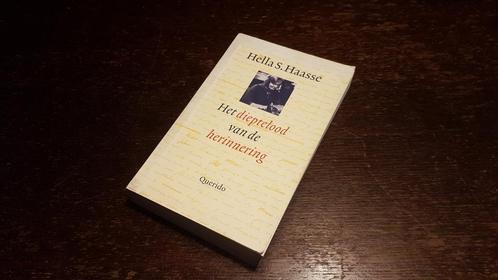 Hella S. Haasse
Het dieptelood
van de
herinnering
Querido